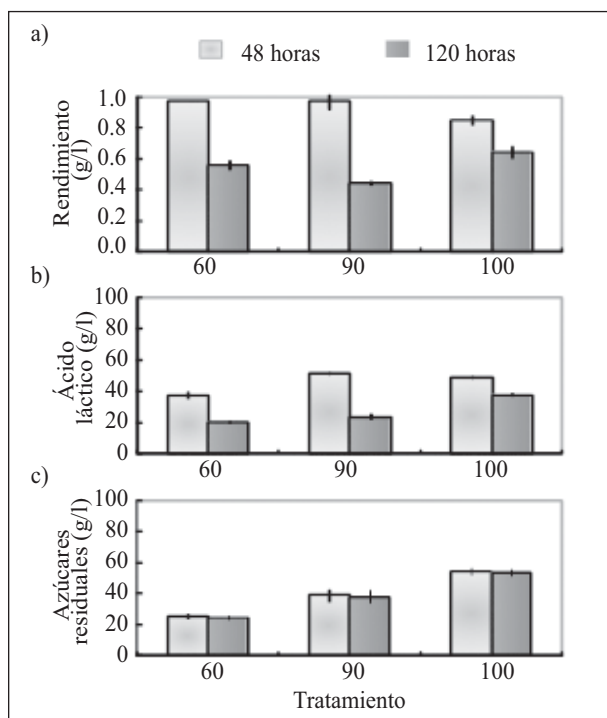 a)
48 horas 120 horas
Rendimiento
(g/l)
1.0
0.8
0.6
0.4
0.2
0.0
60 90 100
b)
Ácido
láctico (g/l)
100
80
60
40
20
0
60 90 100
c)
Azúcares
residuales (g/l)
100
80
60
40
20
0
60 90 100
Tratamiento